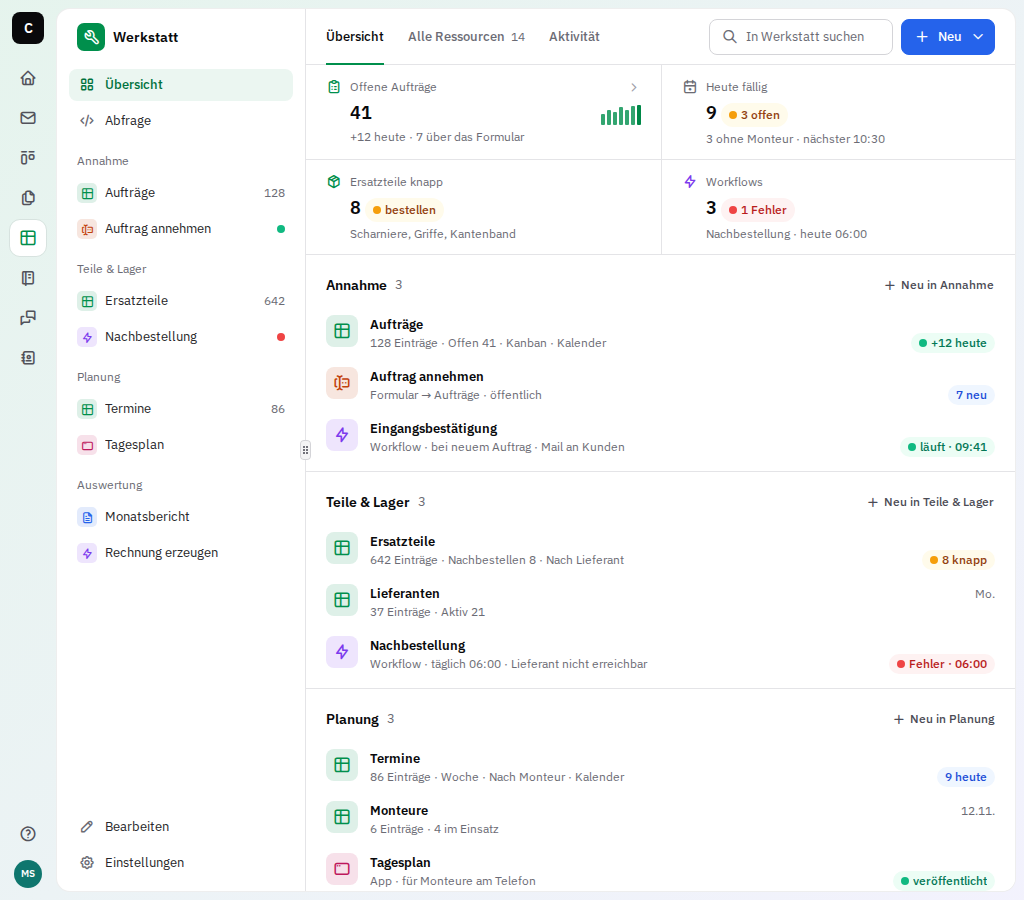 C
Werkstatt
Übersicht
Abfrage
Annahme
Aufträge 128
Auftrag annehmen
Teile & Lager
Ersatzteile 642
Nachbestellung
Planung
Termine 86
Tagesplan
Auswertung
Monatsbericht
Rechnung erzeugen
Bearbeiten
Einstellungen
MS
Übersicht Alle Ressourcen 14 Aktivität
In Werkstatt suchen
Neu
Offene Aufträge
41
+12 heute · 7 über das Formular
Heute fällig
9 3 offen
3 ohne Monteur · nächster 10:30
Ersatzteile knapp
8 bestellen
Scharniere, Griffe, Kantenband
Workflows
3 1 Fehler
Nachbestellung · heute 06:00
Annahme 3
Neu in Annahme
Aufträge
128 Einträge · Offen 41 · Kanban · Kalender
+12 heute
Auftrag annehmen
Formular → Aufträge · öffentlich
7 neu
Eingangsbestätigung
Workflow · bei neuem Auftrag · Mail an Kunden
läuft · 09:41
Teile & Lager 3
Neu in Teile & Lager
Ersatzteile
642 Einträge · Nachbestellen 8 · Nach Lieferant
8 knapp
Lieferanten
37 Einträge · Aktiv 21
Mo.
Nachbestellung
Workflow · täglich 06:00 · Lieferant nicht erreichbar
Fehler · 06:00
Planung 3
Neu in Planung
Termine
86 Einträge · Woche · Nach Monteur · Kalender
9 heute
Monteure
6 Einträge · 4 im Einsatz
12.11.
Tagesplan
App · für Monteure am Telefon
veröffentlicht